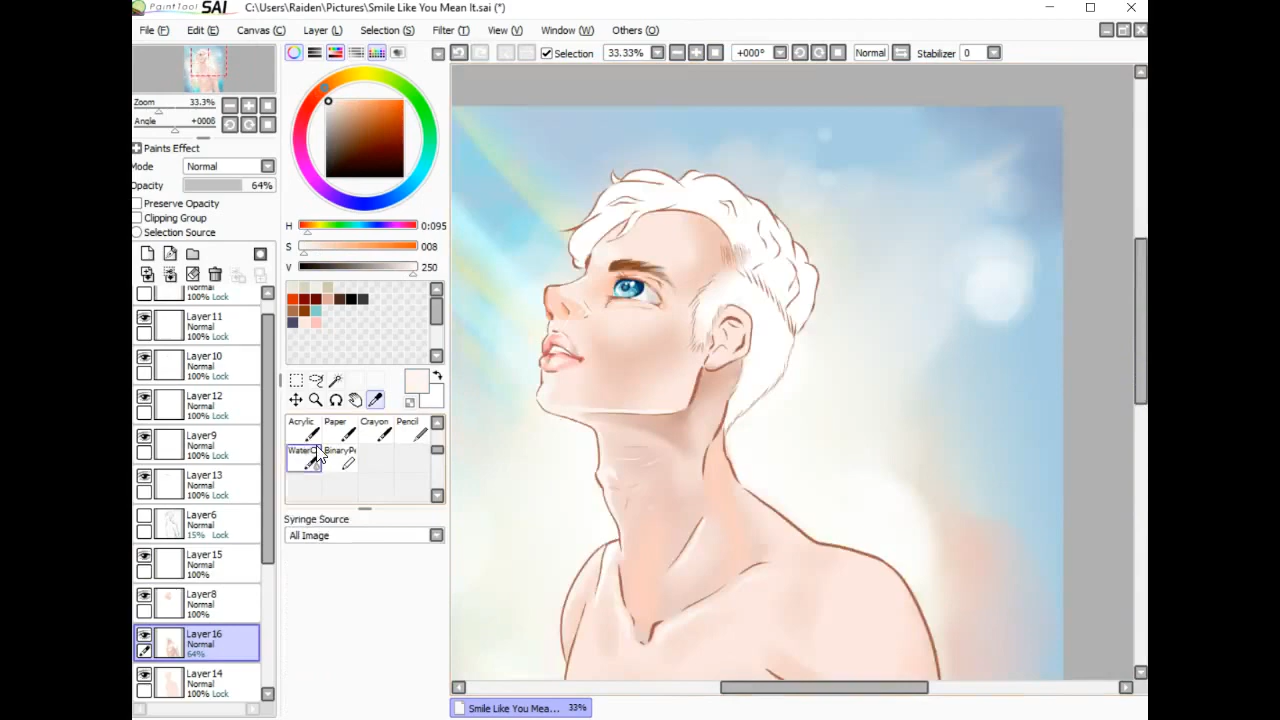 PaintTool SAI C:\Users\Raiden\Pictures\Smile Like You Mean It.sai (*)
File (F) Edit (E) Canvas (C) Layer (L) Selection (S) Filter (T) View (V) Window (W) Others (O)
Selection 33.33% +000° Normal Stabilizer 0
Zoom 33.3%
Angle +000θ
Paints Effect
Mode Normal
Opacity 64%
Preserve Opacity
Clipping Group
Selection Source
Normal
100% Lock
Layer11
Normal
100% Lock
Layer10
Normal
100% Lock
Layer12
Normal
100% Lock
Layer9
Normal
100% Lock
Layer13
Normal
100% Lock
Layer6
Normal
15% Lock
Layer15
Normal
100%
Layer8
Normal
100%
Layer16
Normal
64%
Layer14
Normal
100% Lock
H 0:095
S 008
V 250
Acrylic Paper Crayon Pencil
WaterC BinaryPe
Syringe Source
All Image
Smile Like You Mea... 33%